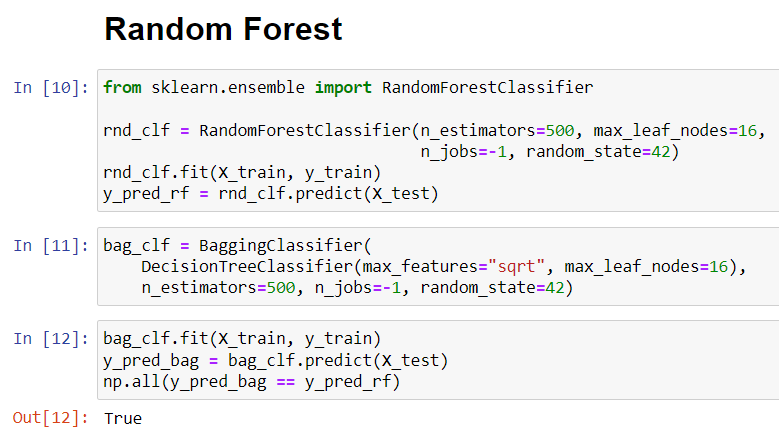 Random Forest
In [10]: from sklearn.ensemble import RandomForestClassifier
rnd_clf = RandomForestClassifier(n_estimators=500, max_leaf_nodes=16,
n_jobs=-1, random_state=42)
rnd_clf.fit(X_train, y_train)
y_pred_rf = rnd_clf.predict(X_test)
In [11]: bag_clf = BaggingClassifier(
DecisionTreeClassifier(max_features="sqrt", max_leaf_nodes=16),
n_estimators=500, n_jobs=-1, random_state=42)
In [12]: bag_clf.fit(X_train, y_train)
y_pred_bag = bag_clf.predict(X_test)
np.all(y_pred_bag == y_pred_rf)
Out[12]: True